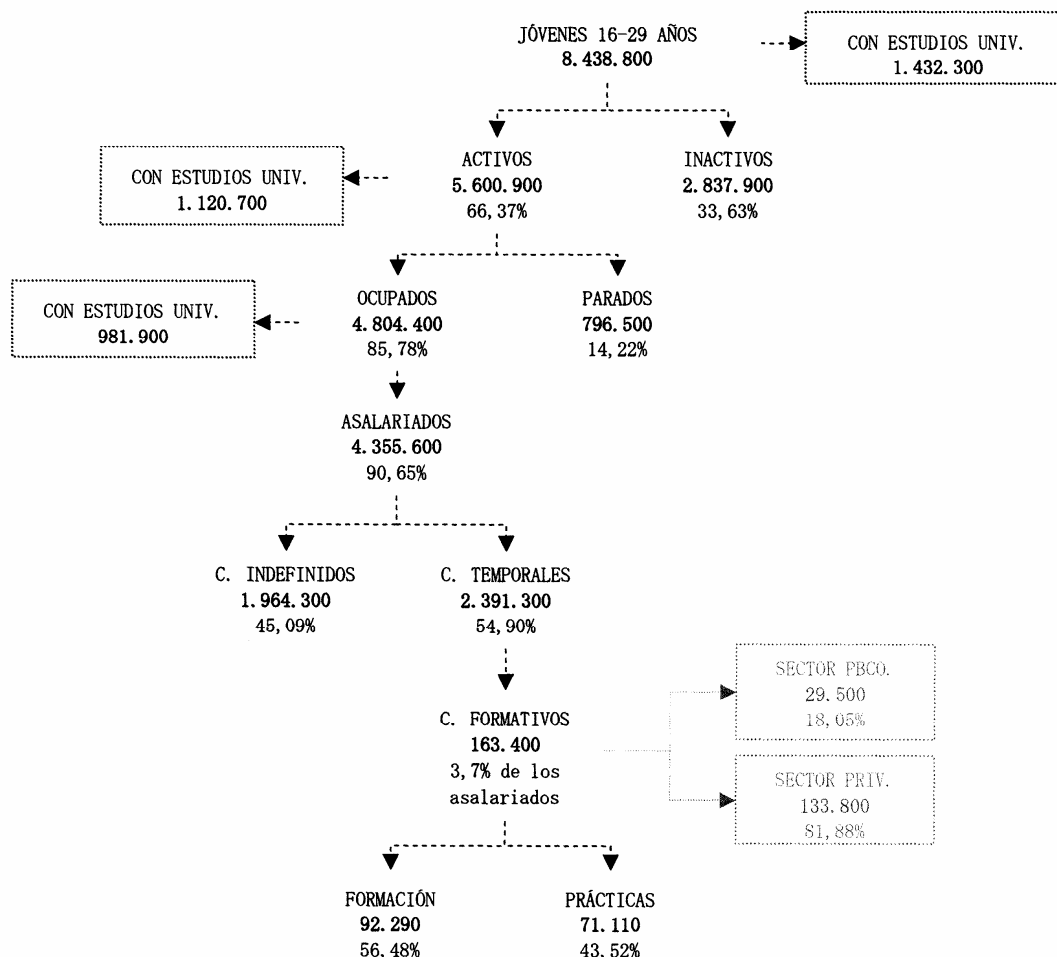 JÓVENES 16-29 AÑOS
8.438.800
CON ESTUDIOS UNIV.
1.432.300
ACTIVOS
5.600.900
66,37%
INACTIVOS
2.837.900
33,63%
CON ESTUDIOS UNIV.
1.120.700
OCUPADOS
4.804.400
85,78%
PARADOS
796.500
14,22%
CON ESTUDIOS UNIV.
981.900
ASALARIADOS
4.355.600
90,65%
C. INDEFINIDOS
1.964.300
45,09%
C. TEMPORALES
2.391.300
54,90%
C. FORMATIVOS
163.400
3,7% de los
asalariados
SECTOR PBCO.
29.500
18,05%
SECTOR PRIV.
133.800
81,88%
FORMACIÓN
92.290
56,48%
PRÁCTICAS
71.110
43,52%